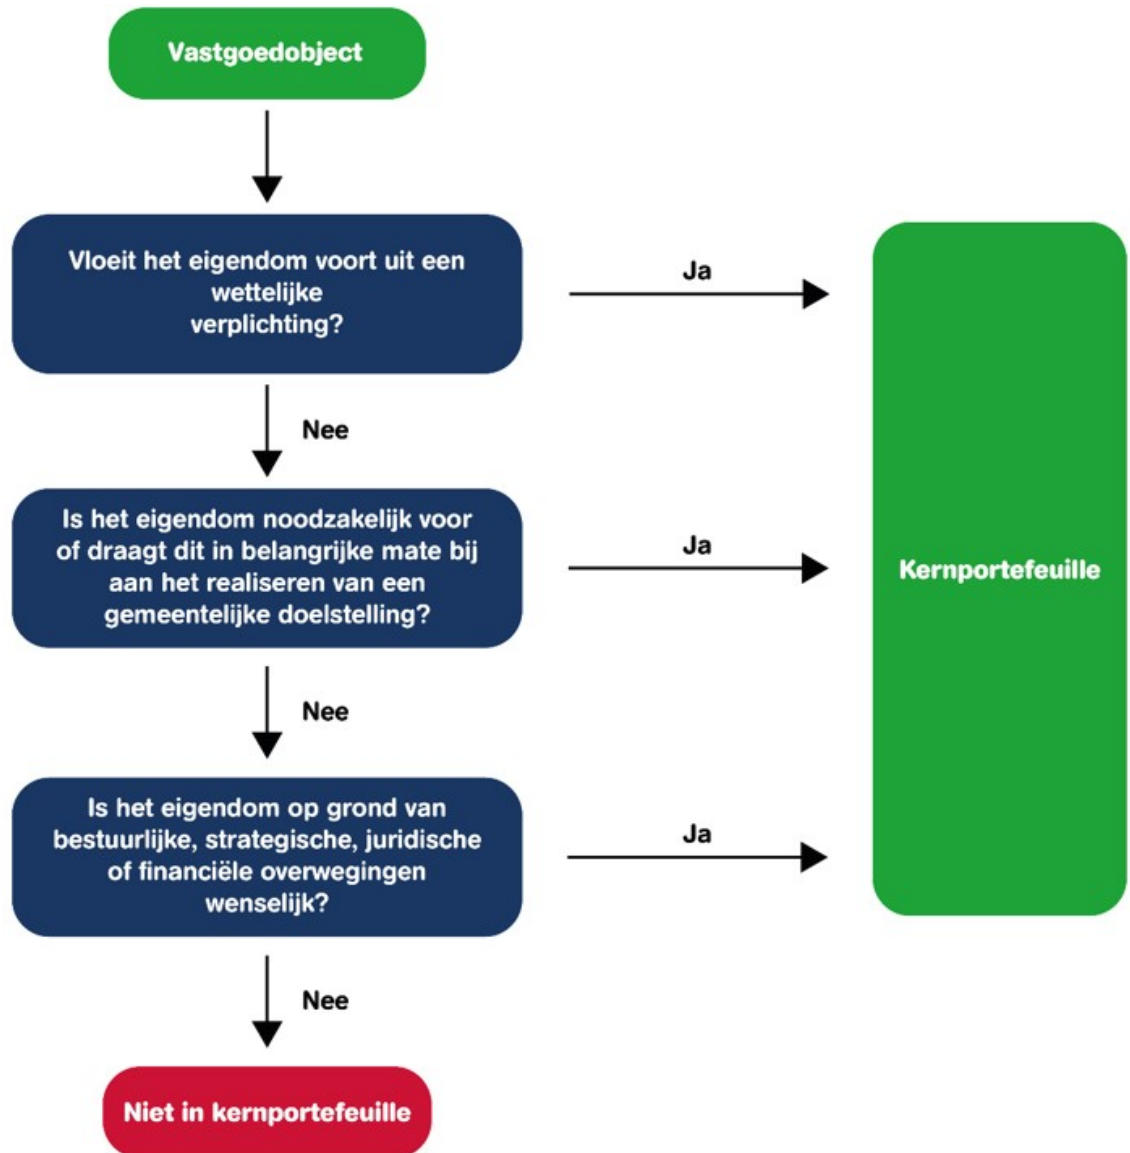 Vastgoedobject
Vloeit het eigendom voort uit een
wettelijke
verplichting?
Ja
Nee
Is het eigendom noodzakelijk voor
of draagt dit in belangrijke mate bij
aan het realiseren van een
gemeentelijke doelstelling?
Ja
Kernportefeuille
Nee
Is het eigendom op grond van
bestuurlijke, strategische, juridische
of financiële overwegingen
wenselijk?
Ja
Nee
Niet in kernportefeuille